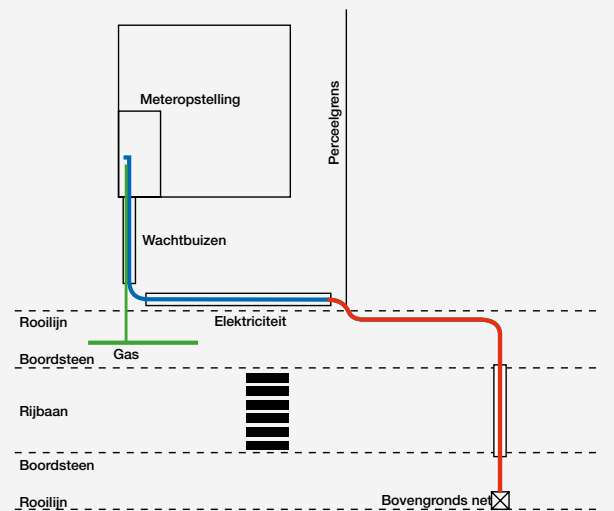 Meteropstelling
Perceelgrens
Wachtbuizen
Rooilijn
Elektriciteit
Boordsteen
Gas
Rijbaan
Boordsteen
Rooilijn
Bovengronds net